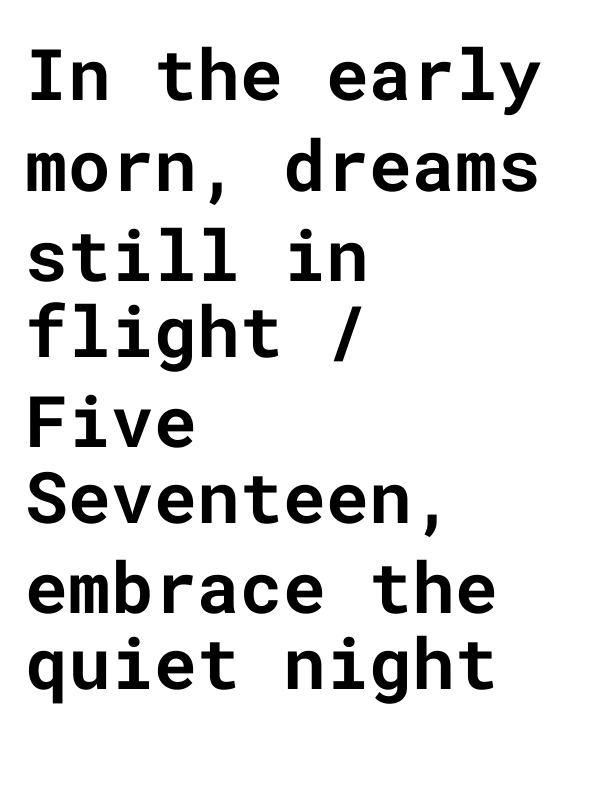 In the early
morn, dreams
still in
flight /
Five
Seventeen,
embrace the
quiet night